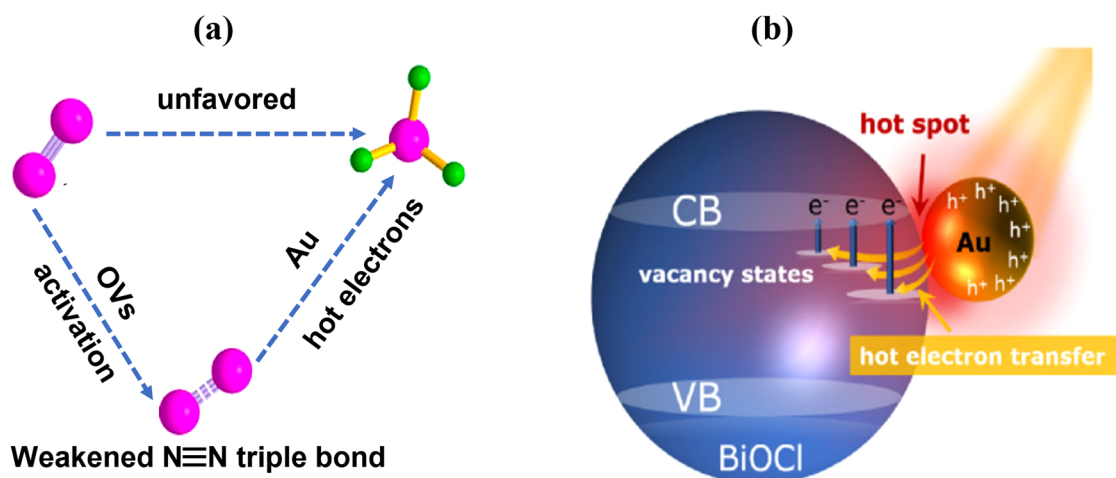 (a)
unfavored
OVs
activation
Au
hot electrons
Weakened N≡N triple bond
(b)
hot spot
CB
e⁻ e⁻ e⁻
vacancy states
h⁺ h⁺ h⁺ h⁺ h⁺ h⁺ h⁺ h⁺
Au
hot electron transfer
VB
BiOCl